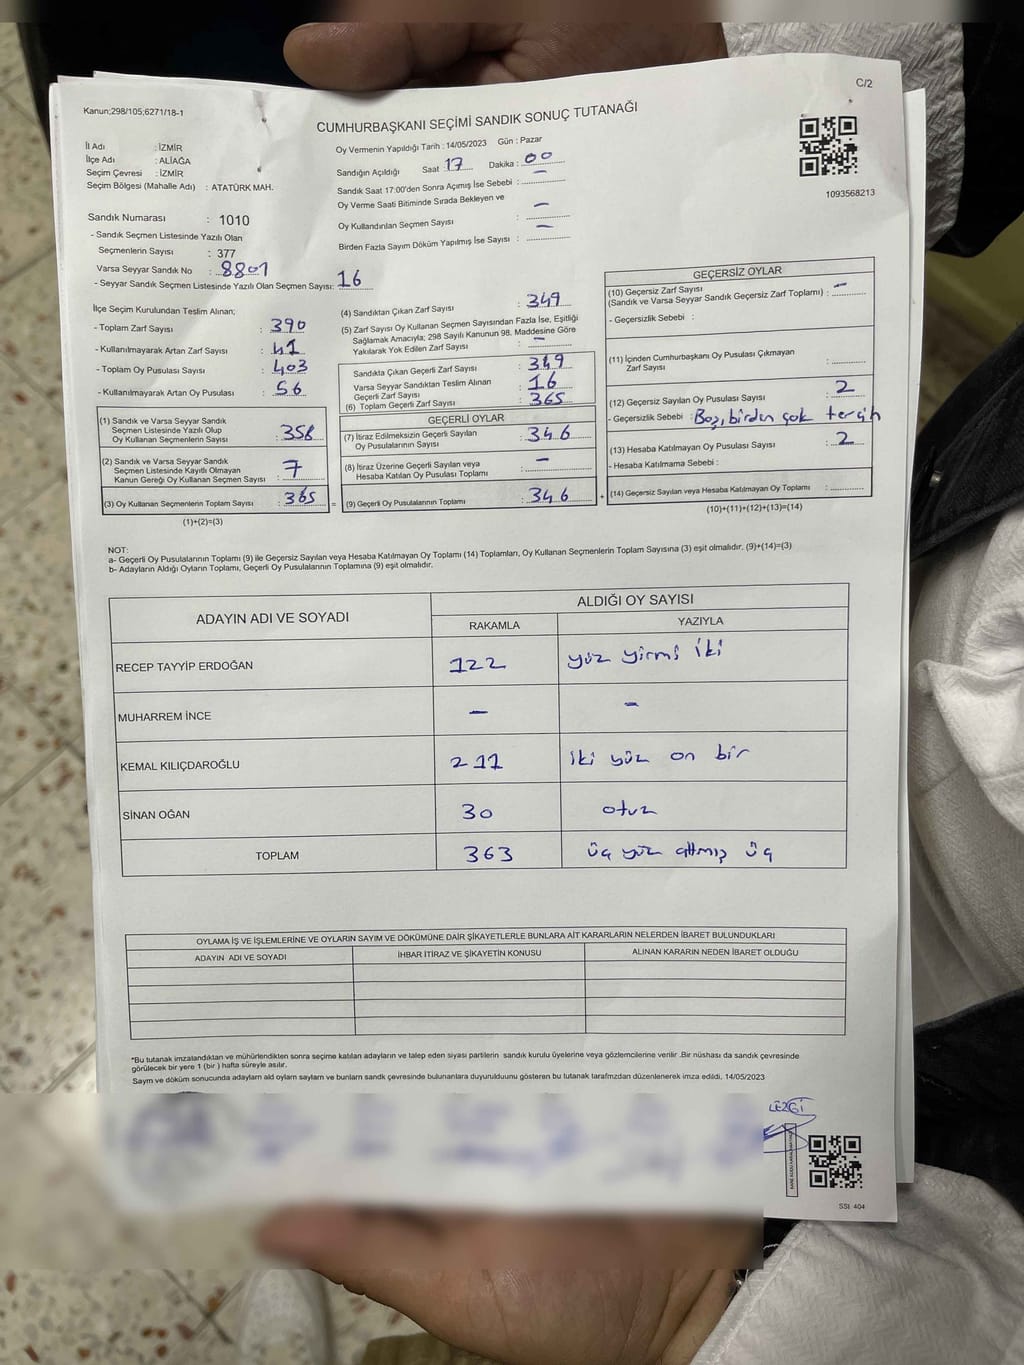 C/2
Kanun;298/105;6271/18-1
CUMHURBAŞKANI SEÇİMİ SANDIK SONUÇ TUTANAĞI
1093568213
İl Adı : İZMİR
İlçe Adı : ALİAĞA
Seçim Çevresi : İZMİR
Seçim Bölgesi (Mahalle Adı) : ATATÜRK MAH.
Oy Vermenin Yapıldığı Tarih : 14/05/2023 Gün : Pazar
Sandığın Açıldığı Saat 17 Dakika : 00
Sandık Saat 17:00'den Sonra Açımış İse Sebebi : —
Oy Verme Saati Bitiminde Sırada Bekleyen ve
Oy Kullandırılan Seçmen Sayısı : —
Birden Fazla Sayım Döküm Yapılmış İse Sayısı : —
Sandık Numarası : 1010
- Sandık Seçmen Listesinde Yazılı Olan
Seçmenlerin Sayısı : 377
Varsa Seyyar Sandık No : 8801
- Seyyar Sandık Seçmen Listesinde Yazılı Olan Seçmen Sayısı: 16
İlçe Seçim Kurulundan Teslim Alınan;
- Toplam Zarf Sayısı : 390
- Kullanılmayarak Artan Zarf Sayısı : 41
- Toplam Oy Pusulası Sayısı : 403
- Kullanılmayarak Artan Oy Pusulası : 56
(1) Sandık ve Varsa Seyyar Sandık
Seçmen Listesinde Yazılı Olup
Oy Kullanan Seçmenlerin Sayısı : 358
(2) Sandık ve Varsa Seyyar Sandık
Seçmen Listesinde Kayıtlı Olmayan
Kanun Gereği Oy Kullanan Seçmen Sayısı : 7
(3) Oy Kullanan Seçmenlerin Toplam Sayısı : 365 =
(1)+(2)=(3)
(4) Sandıktan Çıkan Zarf Sayısı : 349
(5) Zarf Sayısı Oy Kullanan Seçmen Sayısından Fazla İse, Eşitliği
Sağlamak Amacıyla; 298 Sayılı Kanunun 98. Maddesine Göre
Yakılarak Yok Edilen Zarf Sayısı : —
Sandıkta Çıkan Geçerli Zarf Sayısı : 349
Varsa Seyyar Sandıktan Teslim Alınan
Geçerli Zarf Sayısı : 16
(6) Toplam Geçerli Zarf Sayısı : 365
GEÇERLİ OYLAR
(7) İtiraz Edilmeksizin Geçerli Sayılan
Oy Pusulalarının Sayısı : 346
(8) İtiraz Üzerine Geçerli Sayılan veya
Hesaba Katılan Oy Pusulası Toplamı : —
(9) Geçerli Oy Pusulalarının Toplamı : 346 +
GEÇERSİZ OYLAR
(10) Geçersiz Zarf Sayısı
(Sandık ve Varsa Seyyar Sandık Geçersiz Zarf Toplamı) : —
- Geçersizlik Sebebi :
(11) İçinden Cumhurbaşkanı Oy Pusulası Çıkmayan
Zarf Sayısı :
(12) Geçersiz Sayılan Oy Pusulası Sayısı : 2
- Geçersizlik Sebebi : Boş, birden çok tercih
(13) Hesaba Katılmayan Oy Pusulası Sayısı : 2
- Hesaba Katılmama Sebebi :
(14) Geçersiz Sayılan veya Hesaba Katılmayan Oy Toplamı :
(10)+(11)+(12)+(13)=(14)
NOT:
a- Geçerli Oy Pusulalarının Toplamı (9) ile Geçersiz Sayılan veya Hesaba Katılmayan Oy Toplamı (14) Toplamları, Oy Kullanan Seçmenlerin Toplam Sayısına (3) eşit olmalıdır. (9)+(14)=(3)
b- Adayların Aldığı Oyların Toplamı, Geçerli Oy Pusulalarının Toplamına (9) eşit olmalıdır.
ADAYIN ADI VE SOYADI ALDIĞI OY SAYISI
RAKAMLA YAZIYLA
RECEP TAYYİP ERDOĞAN 122 yüz yirmi iki
MUHARREM İNCE — —
KEMAL KILIÇDAROĞLU 211 iki yüz on bir
SİNAN OĞAN 30 otuz
TOPLAM 363 üç yüz altmış üç
OYLAMA İŞ VE İŞLEMLERİNE VE OYLARIN SAYIM VE DÖKÜMÜNE DAİR ŞİKAYETLERLE BUNLARA AİT KARARLARIN NELERDEN İBARET BULUNDUKLARI
ADAYIN ADI VE SOYADI İHBAR İTİRAZ VE ŞİKAYETİN KONUSU ALINAN KARARIN NEDEN İBARET OLDUĞU
*Bu tutanak imzalandıktan ve mühürlendikten sonra seçime katılan adayların ve talep eden siyasi partilerin sandık kurulu üyelerine veya gözlemcilerine verilir .Bir nüshası da sandık çevresinde
görülecek bir yere 1 (bir ) hafta süreyle asılır.
Sayım ve döküm sonucunda adayların ald oyların sayların ve bunların sandk çevresinde bulunanlara duyurulduunu gösteren bu tutanak tarafmzdan düzenlenerek imza edildi, 14/05/2023
LEZGİ
SSI 404